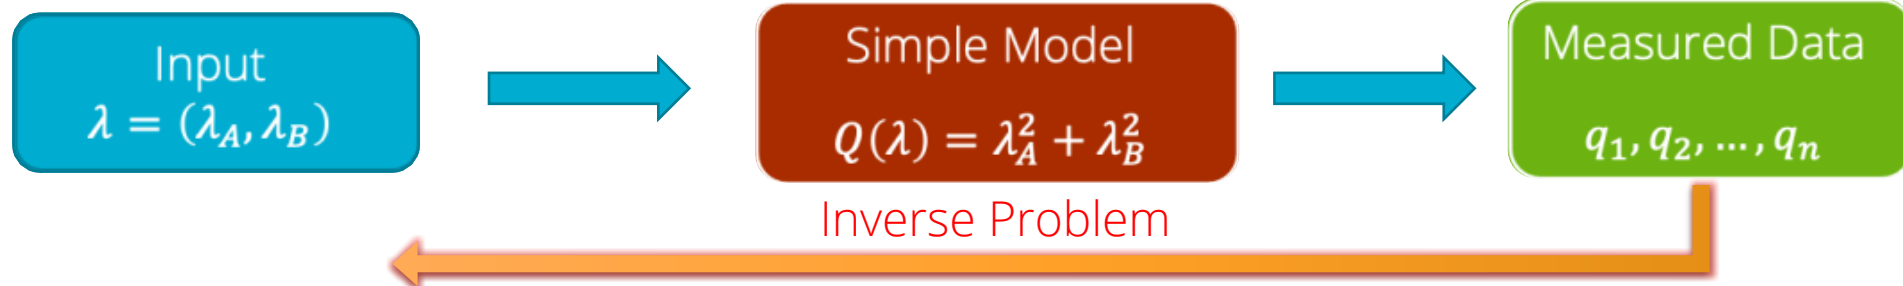 Input
λ = (λ_A, λ_B)
Simple Model
Q(λ) = λ_A^2 + λ_B^2
Measured Data
q_1, q_2, ..., q_n
Inverse Problem